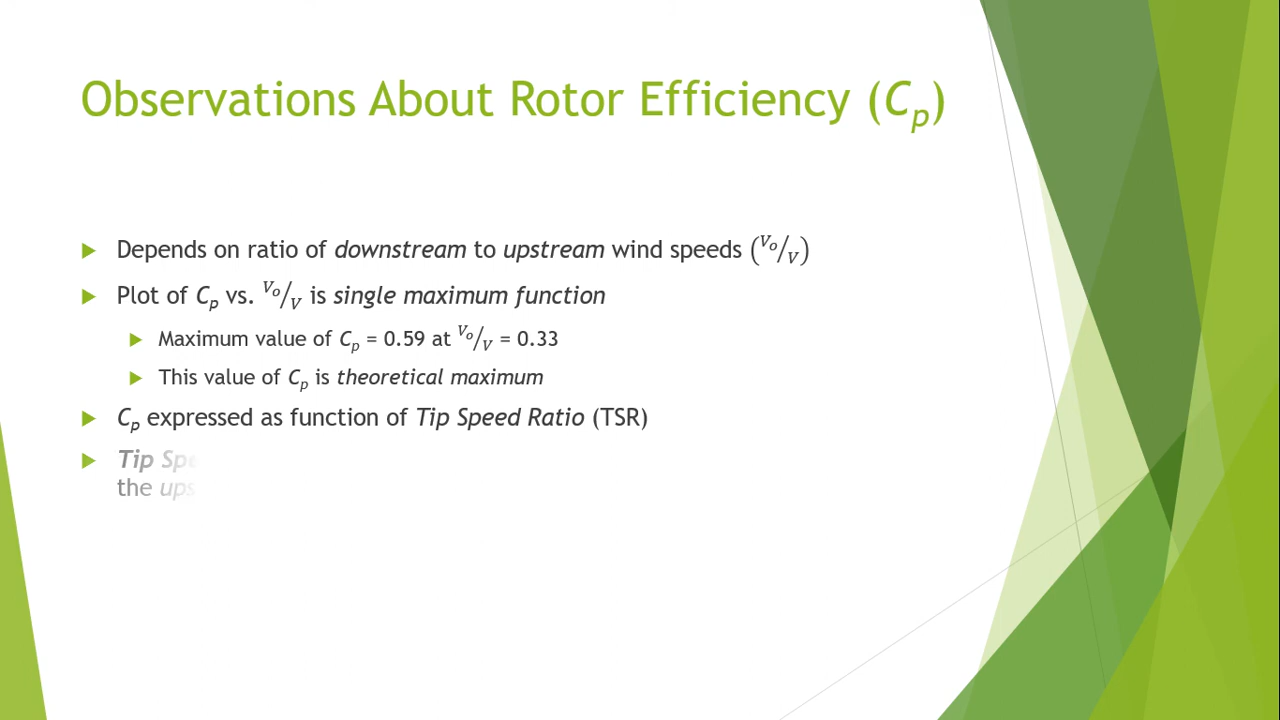 Observations About Rotor Efficiency (Cp)
Depends on ratio of downstream to upstream wind speeds (Vo/V)
Plot of Cp vs. Vo/V is single maximum function
Maximum value of Cp = 0.59 at Vo/V = 0.33
This value of Cp is theoretical maximum
Cp expressed as function of Tip Speed Ratio (TSR)
Tip
the